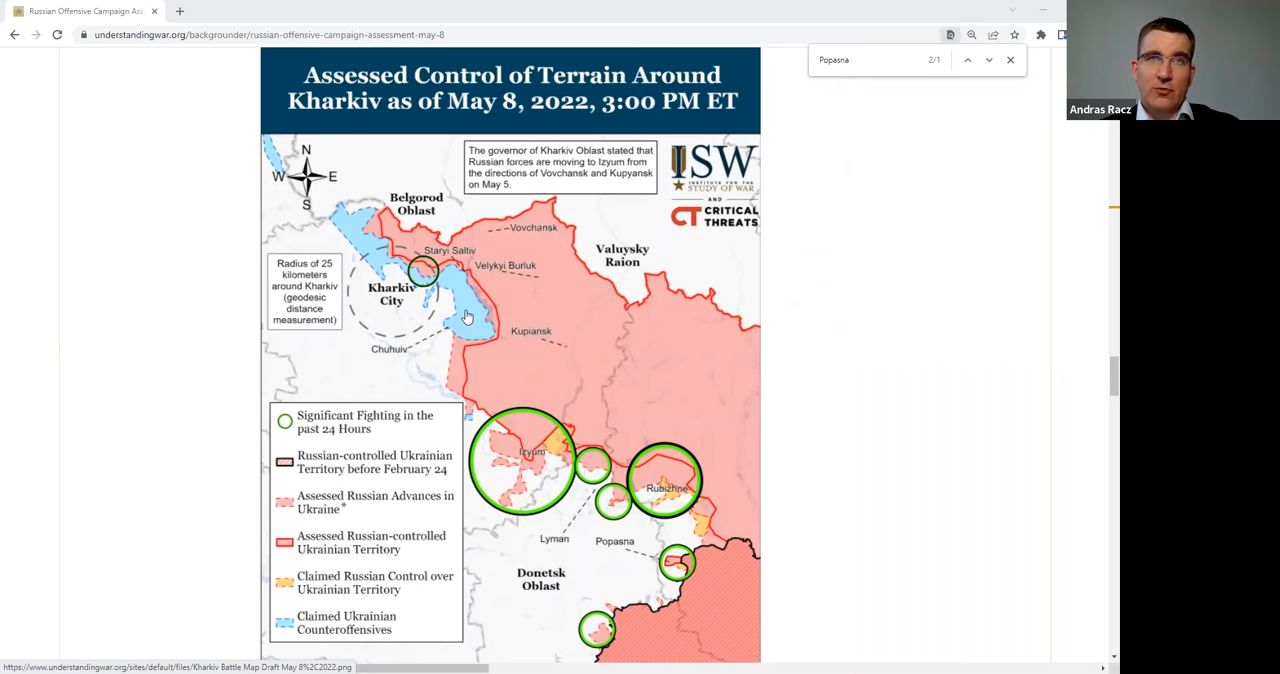 Russian Offensive Campaign Ass
understandingwar.org/backgrounder/russian-offensive-campaign-assessment-may-8
Popasna 2/1
Andras Racz
Assessed Control of Terrain Around
Kharkiv as of May 8, 2022, 3:00 PM ET
The governor of Kharkiv Oblast stated that
Russian forces are moving to Izyum from
the directions of Vovchansk and Kupyansk
on May 5.
ISW
INSTITUTE FOR THE
STUDY OF WAR
AND
CT CRITICAL
THREATS
N
W E
S
Belgorod
Oblast
Vovchansk
Valuysky
Raion
Staryi Saltiv
Velykyi Burluk
Radius of 25
kilometers
around Kharkiv
(geodesic
distance
measurement)
Kharkiv
City
Kupiansk
Chuhuiv
Izyum
Rubizhne
Lyman
Popasna
Donetsk
Oblast
Significant Fighting in the
past 24 Hours
Russian-controlled Ukrainian
Territory before February 24
Assessed Russian Advances in
Ukraine*
Assessed Russian-controlled
Ukrainian Territory
Claimed Russian Control over
Ukrainian Territory
Claimed Ukrainian
Counteroffensives
https://www.understandingwar.org/sites/default/files/Kharkiv Battle Map Draft May 8%2C2022.png